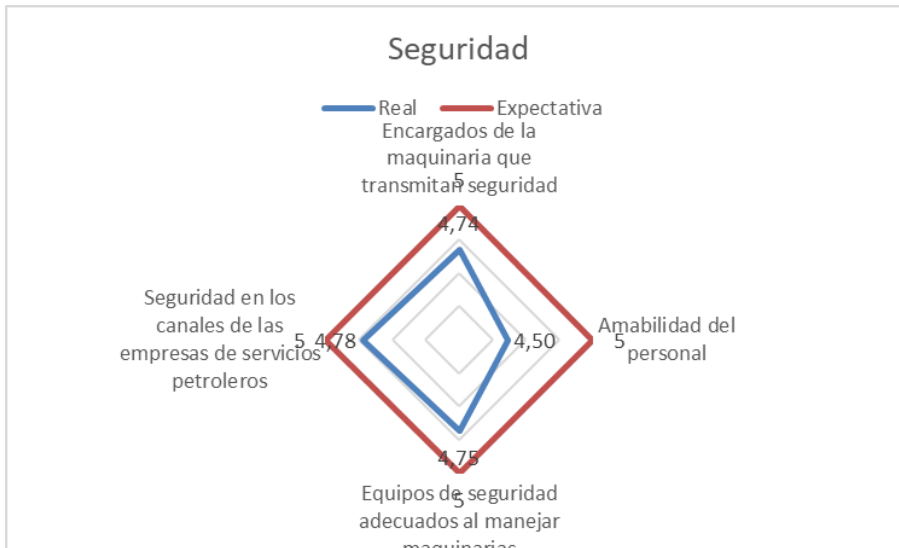 Seguridad
Real Expectativa
Encargados de la
maquinaria que
transmitan seguridad
5
4,74
Seguridad en los
canales de las
empresas de servicios
petroleros
5 4,78
4,50
5
Amabilidad del
personal
4,75
Equipos de seguridad
5
adecuados al manejar
maquinarias